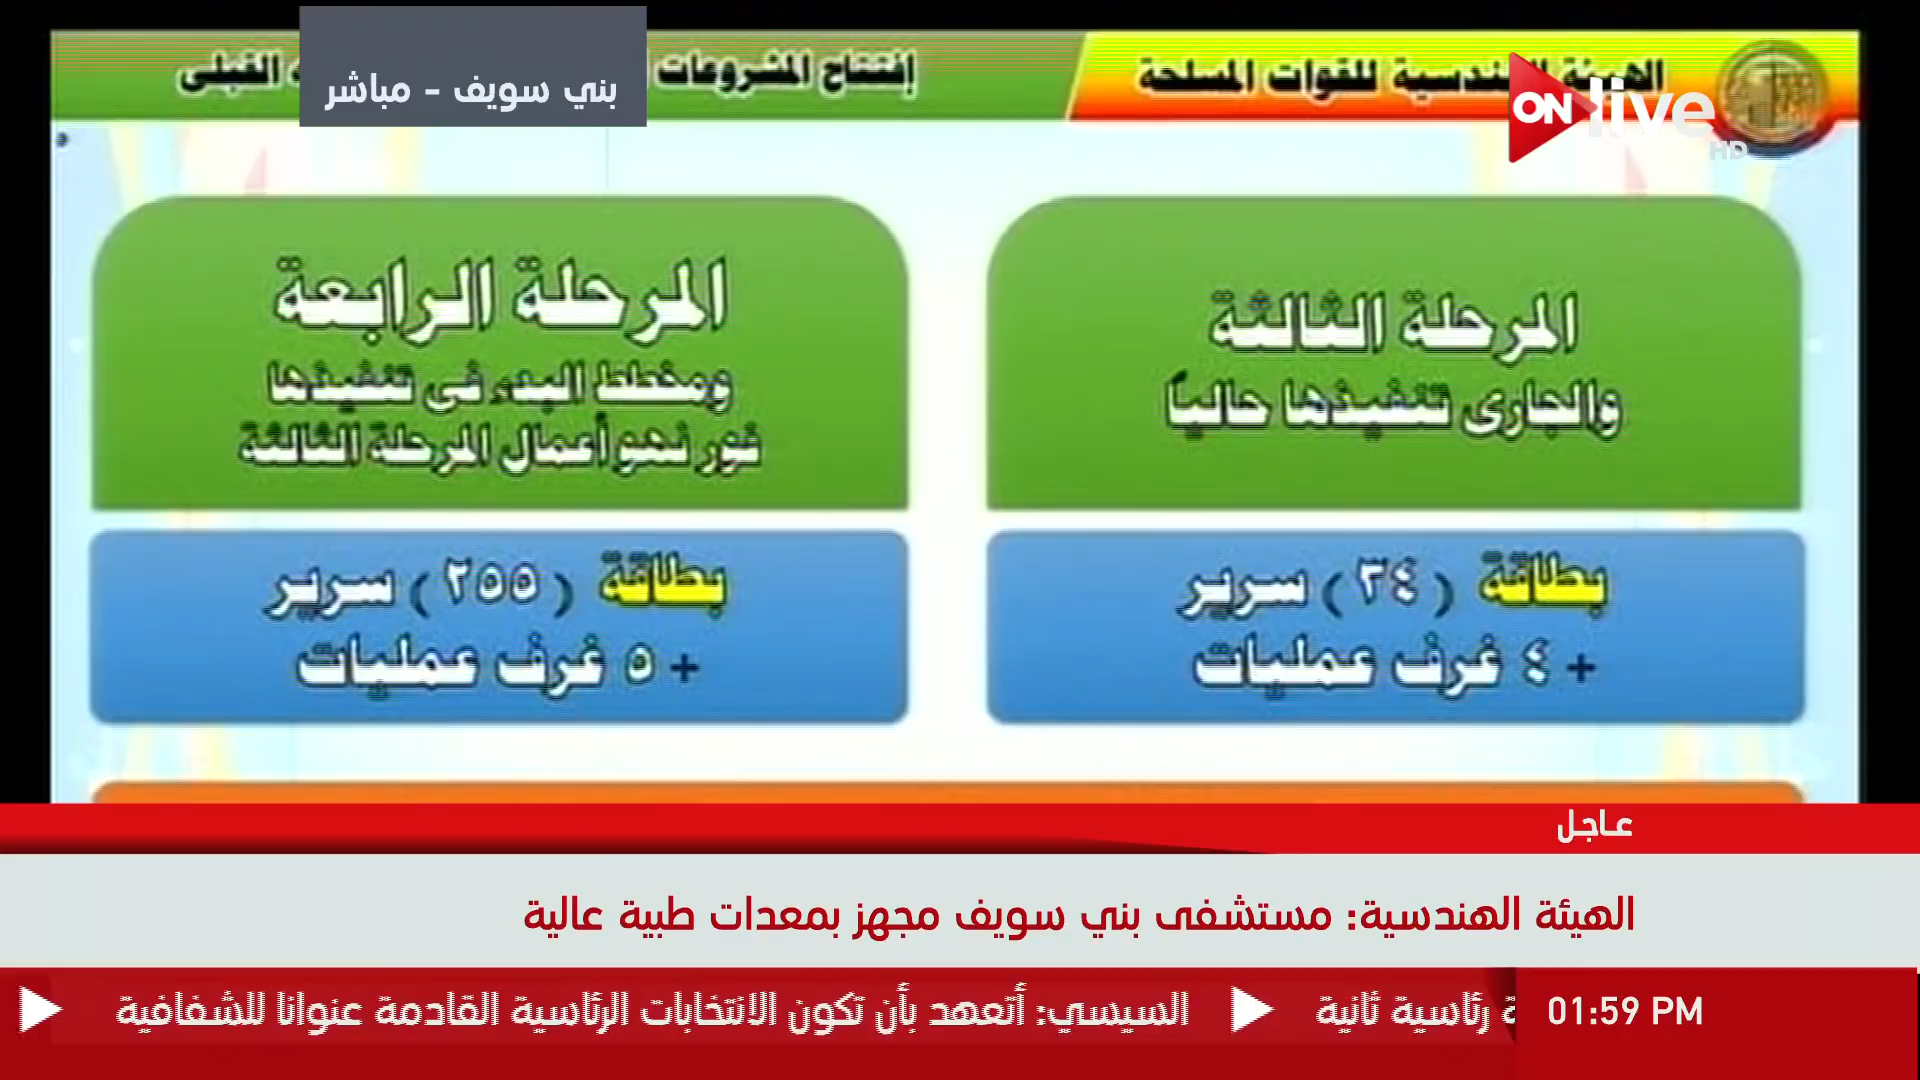 الهيئة الهندسية للقوات المسلحة
إفتتاح المشروعات
القبلى
بني سويف - مباشر
ON live
HD
المرحلة الثالثة
والجارى تنفيذها حالياً
بطاقة ( ٣٤ ) سرير
+ ٤ غرف عمليات
المرحلة الرابعة
ومخطط البدء فى تنفيذها
فور نهو أعمال المرحلة الثالثة
بطاقة ( ٢٥٥ ) سرير
+ ٥ غرف عمليات
عاجل
الهيئة الهندسية: مستشفى بني سويف مجهز بمعدات طبية عالية
رئاسية ثانية
السيسي: أتعهد بأن تكون الانتخابات الرئاسية القادمة عنوانا للشفافية
01:59 PM